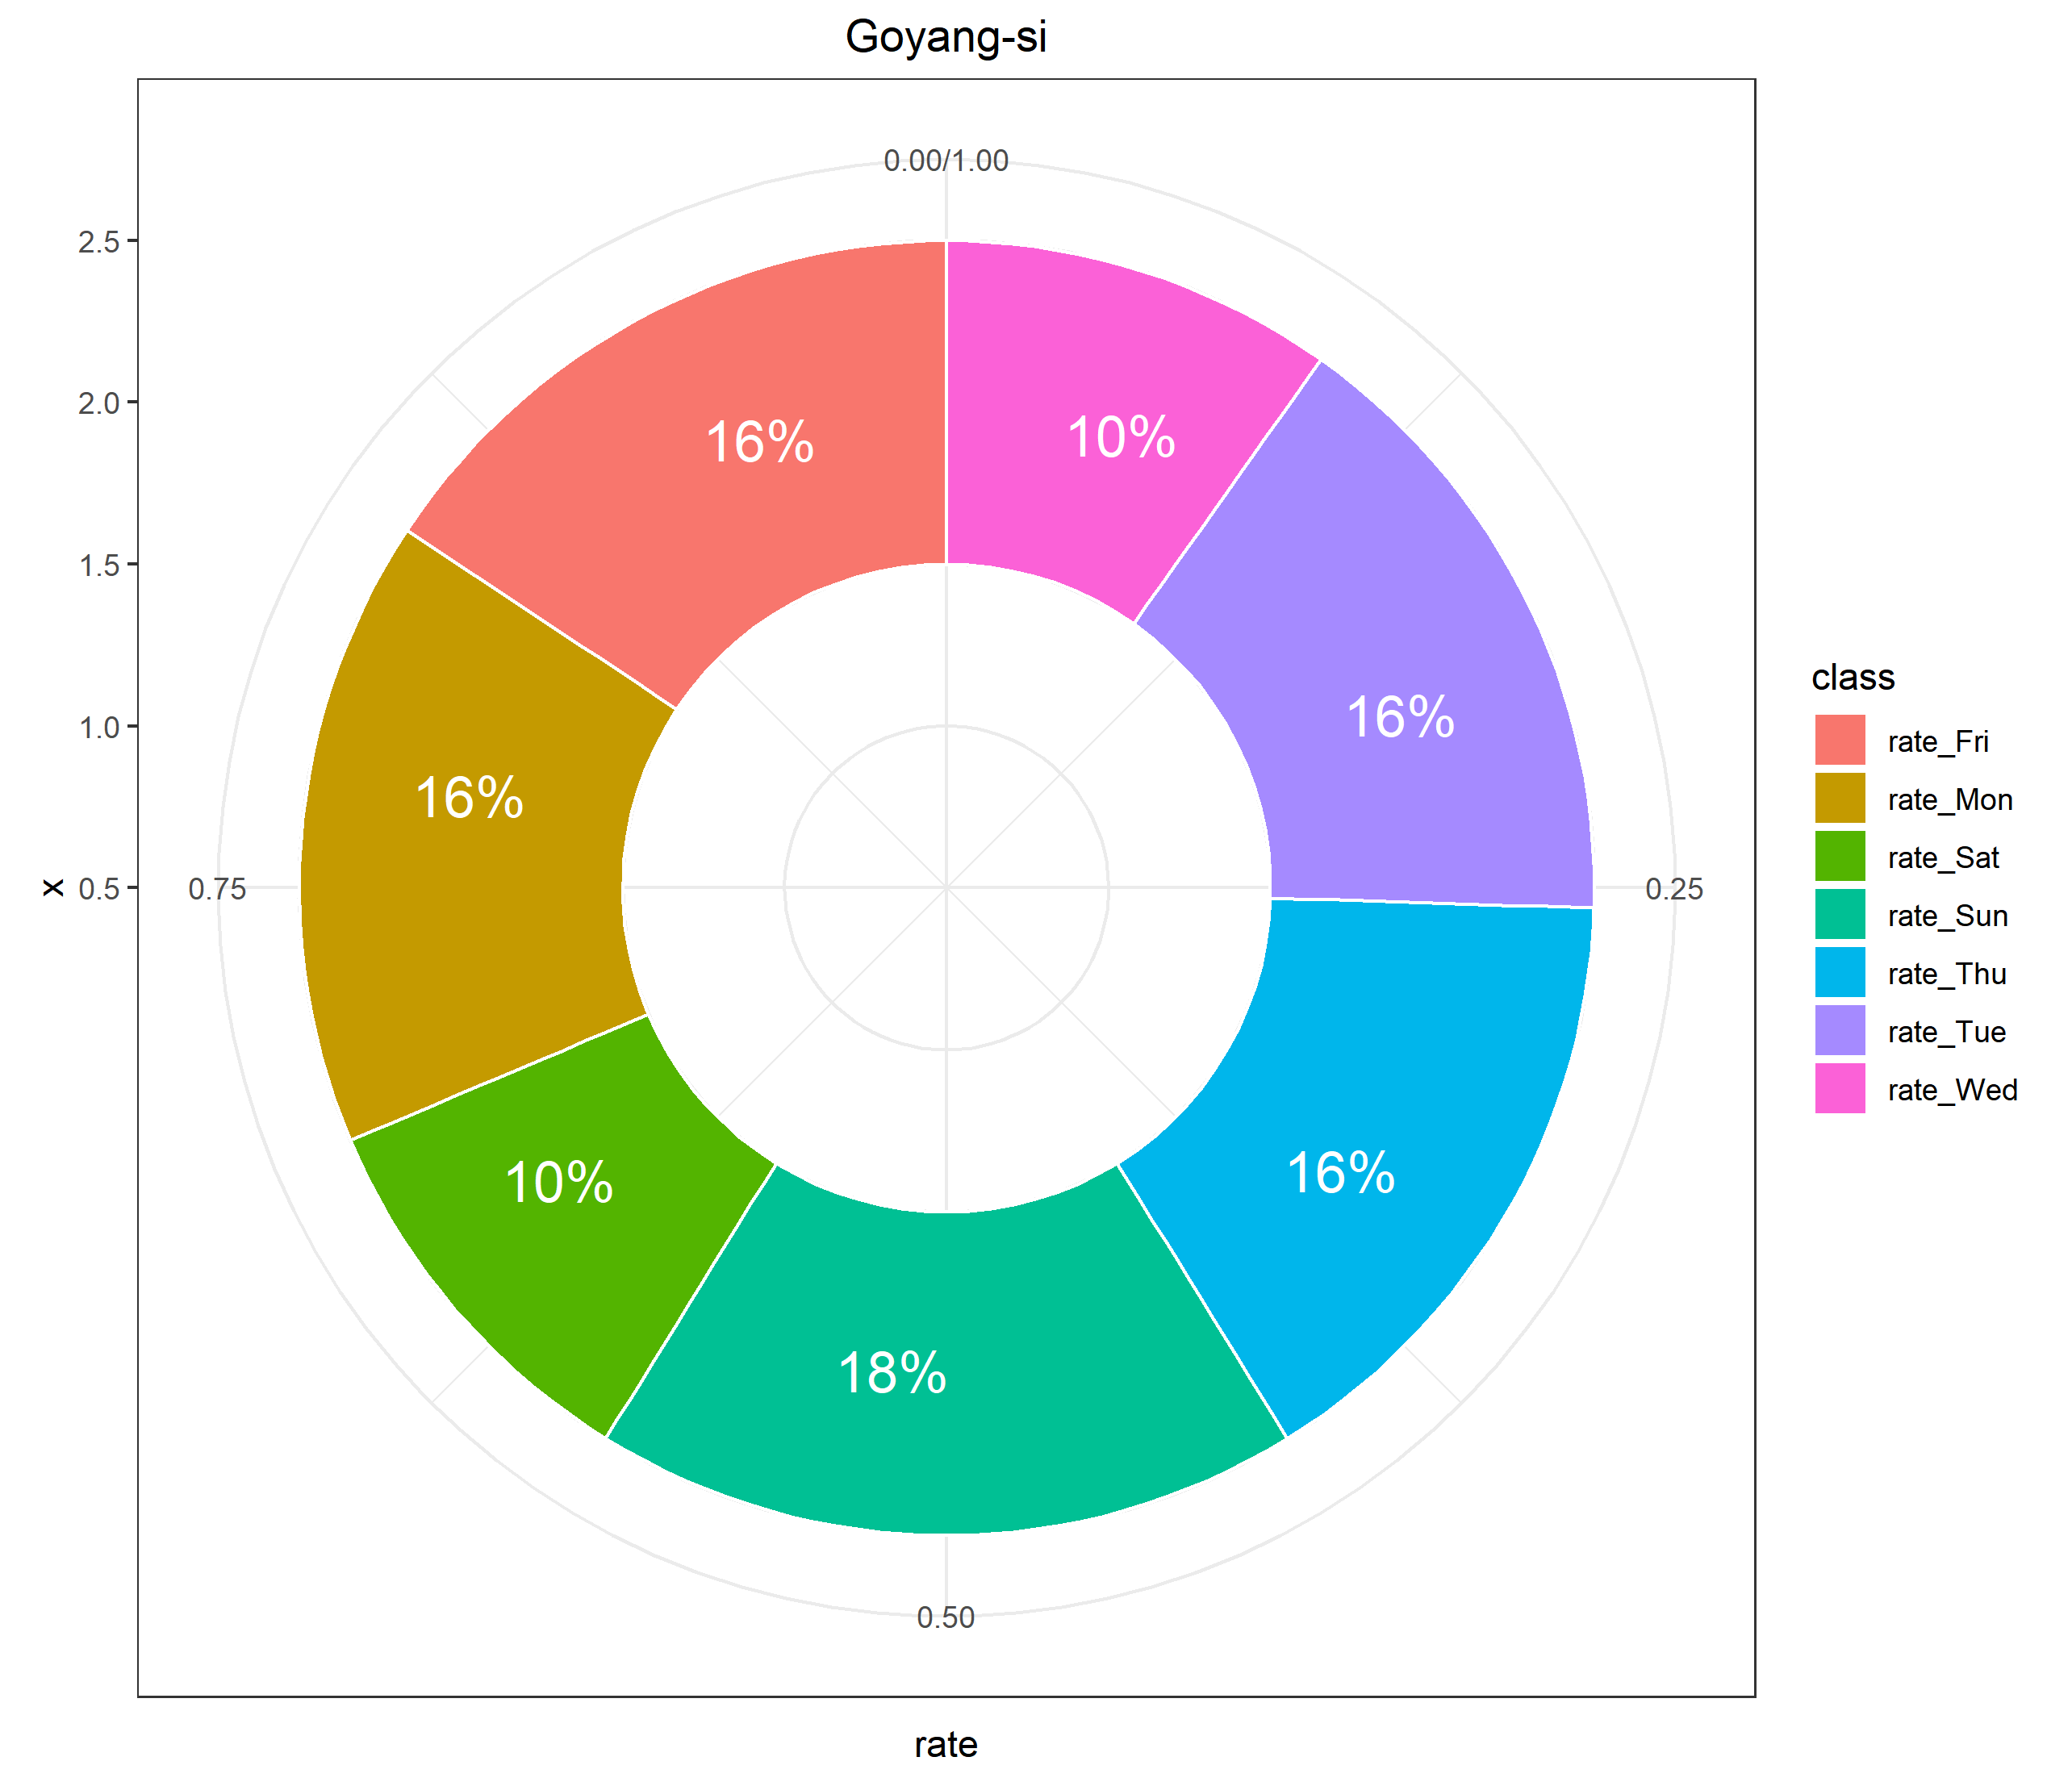 Goyang-si
0.00/1.00
2.5
2.0
1.5
1.0
0.5
x
0.75
0.25
0.50
16%
10%
16%
16%
10%
16%
18%
rate
class
rate_Fri
rate_Mon
rate_Sat
rate_Sun
rate_Thu
rate_Tue
rate_Wed